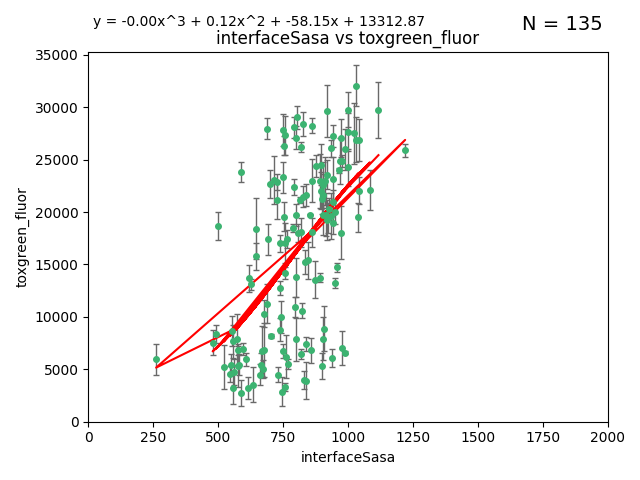 y = -0.00x^3 + 0.12x^2 + -58.15x + 13312.87
N = 135
interfaceSasa vs toxgreen_fluor
35000
30000
25000
20000
15000
10000
5000
0
toxgreen_fluor
0 250 500 750 1000 1250 1500 1750 2000
interfaceSasa